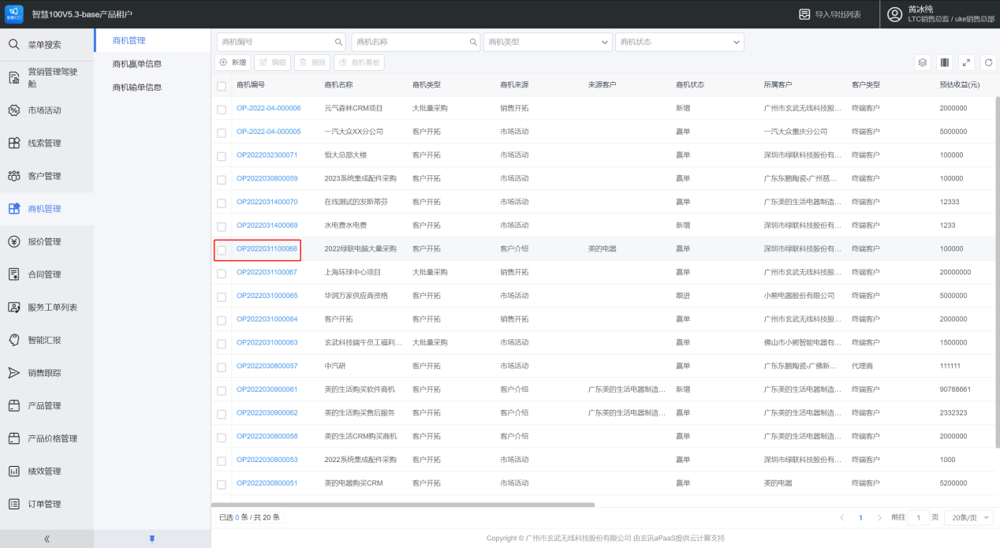 智慧100V5.3-base产品租户
导入导出列表
黄冰纯
LTC销售总监 / uke销售总部
菜单搜索
营销管理驾驶舱
市场活动
线索管理
客户管理
商机管理
报价管理
合同管理
服务工单列表
智能汇报
销售跟踪
产品管理
产品价格管理
绩效管理
订单管理
商机管理
商机赢单信息
商机输单信息
商机编号 商机名称 商机类型 商机状态
新增 编辑 删除 商机看板
商机编号 商机名称 商机类型 商机来源 来源客户 商机状态 所属客户 客户类型 预估收益(元)
OP-2022-04-000006 元气森林CRM项目 大批量采购 销售开拓 新增 广州市玄武无线科技股... 终端客户 2000000
OP-2022-04-000005 一汽大众XX分公司 客户开拓 市场活动 赢单 一汽大众重庆分公司 终端客户 5000000
OP2022032300071 恒大总部大楼 客户开拓 市场活动 赢单 深圳市绿联科技股份有... 终端客户 100000
OP2022030800059 2023系统集成配件采购 客户开拓 市场活动 赢单 广东东鹏陶瓷-广州琶... 终端客户 100000
OP2022031400070 在线测试的发斯蒂芬 客户开拓 市场活动 赢单 广东美的生活电器制造... 终端客户 12333
OP2022031400069 水电费水电费 客户开拓 市场活动 新增 深圳市绿联科技股份有... 终端客户 1233
OP2022031100068 2022绿联电脑大量采购 客户开拓 客户介绍 美的电器 赢单 深圳市绿联科技股份有... 终端客户 100000
OP2022031100067 上海环球中心项目 大批量采购 销售开拓 赢单 广州市玄武无线科技股... 终端客户 20000000
OP2022031000065 华润万家供应商资格 客户开拓 市场活动 跟进 小熊电器股份有限公司 终端客户 5000000
OP2022031000064 客户开拓 客户开拓 销售开拓 赢单 广州市玄武无线科技股... 终端客户 2000000
OP2022031000063 玄武科技端午员工福利... 大批量采购 市场活动 赢单 佛山市小熊智能电器有... 终端客户 1500000
OP2022030800057 中汽研 客户开拓 市场活动 赢单 广东东鹏陶瓷-广佛新... 代理商 111111
OP2022030900061 美的生活购买软件商机 客户开拓 客户介绍 广东美的生活电器制造... 新增 广东美的生活电器制造... 终端客户 90788661
OP2022030900062 美的生活购买售后服务 客户开拓 客户介绍 广东美的生活电器制造... 赢单 广东美的生活电器制造... 终端客户 2332323
OP2022030800058 美的生活CRM购买商机 客户开拓 客户介绍 赢单 广东美的生活电器制造... 终端客户 2000000
OP2022030800053 2022系统集成配件采购 客户开拓 市场活动 赢单 深圳市绿联科技股份有... 终端客户 1000
OP2022030800051 美的电器购买CRM 客户开拓 市场活动 赢单 美的电器 终端客户 5200000
已选 0 条 / 共 20 条
1 前往 1 页 20条/页
Copyright © 广州市玄武无线科技股份有限公司 由玄讯aPaaS提供云计算支持